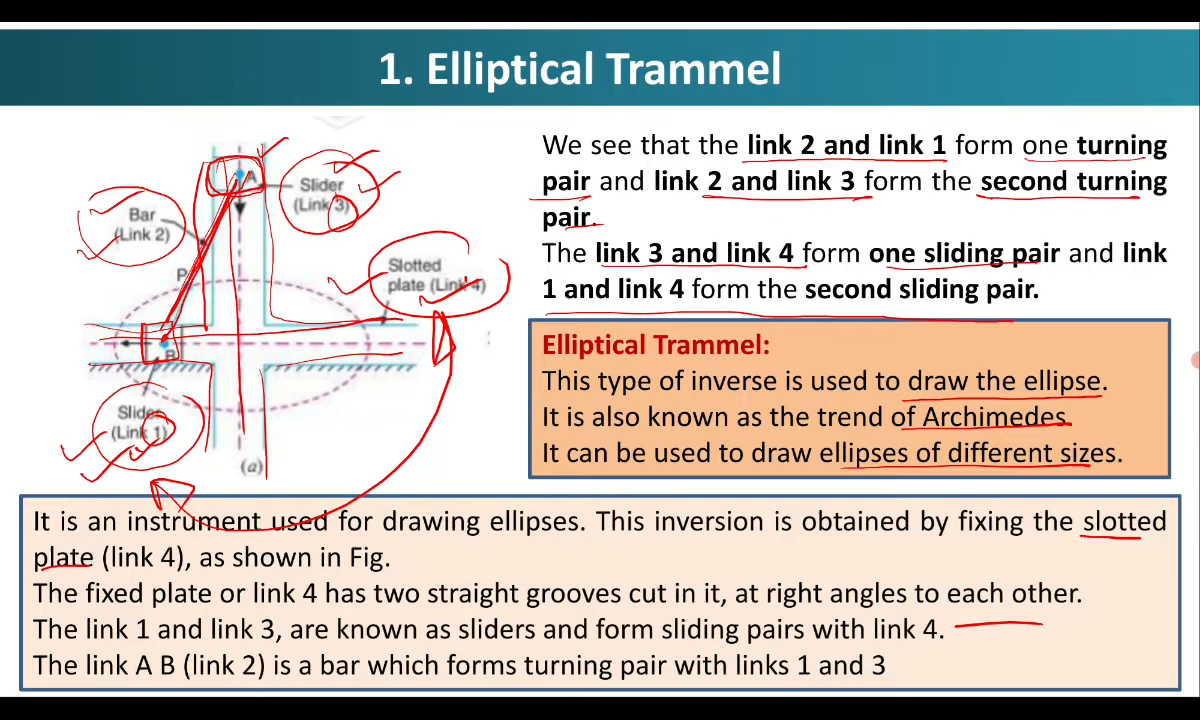 1. Elliptical Trammel
A
Slider
(Link 3)
Bar
(Link 2)
P
Slotted
plate (Link 4)
B
Slider
(Link 1)
(a)
We see that the link 2 and link 1 form one turning
pair and link 2 and link 3 form the second turning
pair.
The link 3 and link 4 form one sliding pair and link
1 and link 4 form the second sliding pair.
Elliptical Trammel:
This type of inverse is used to draw the ellipse.
It is also known as the trend of Archimedes.
It can be used to draw ellipses of different sizes.
It is an instrument used for drawing ellipses. This inversion is obtained by fixing the slotted
plate (link 4), as shown in Fig.
The fixed plate or link 4 has two straight grooves cut in it, at right angles to each other.
The link 1 and link 3, are known as sliders and form sliding pairs with link 4.
The link A B (link 2) is a bar which forms turning pair with links 1 and 3